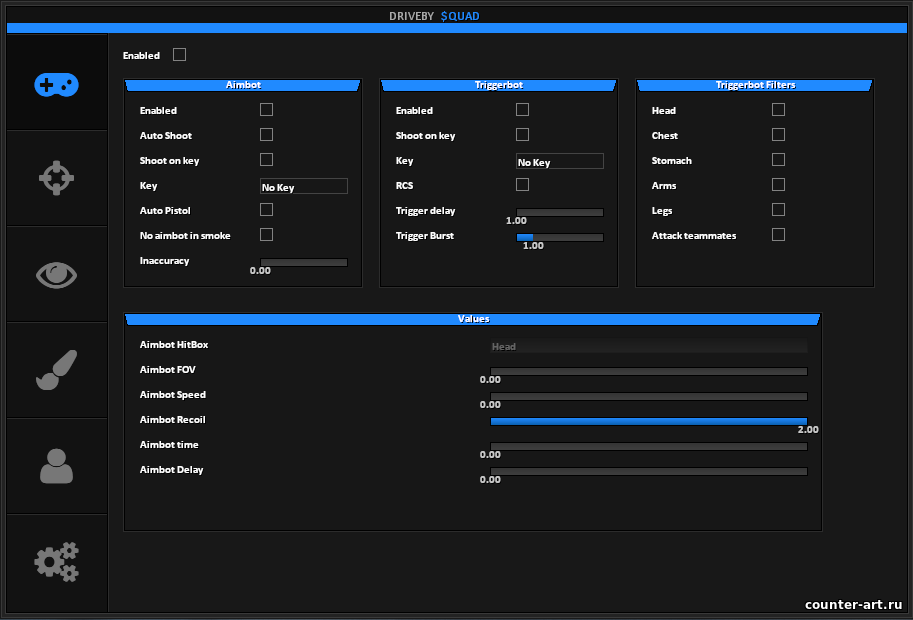 DRIVEBY $QUAD
Enabled
Aimbot
Enabled
Auto Shoot
Shoot on key
Key No Key
Auto Pistol
No aimbot in smoke
Inaccuracy
0.00
Triggerbot
Enabled
Shoot on key
Key No Key
RCS
Trigger delay
1.00
Trigger Burst
1.00
Triggerbot Filters
Head
Chest
Stomach
Arms
Legs
Attack teammates
Values
Aimbot HitBox Head
Aimbot FOV
0.00
Aimbot Speed
0.00
Aimbot Recoil
2.00
Aimbot time
0.00
Aimbot Delay
0.00
counter-art.ru